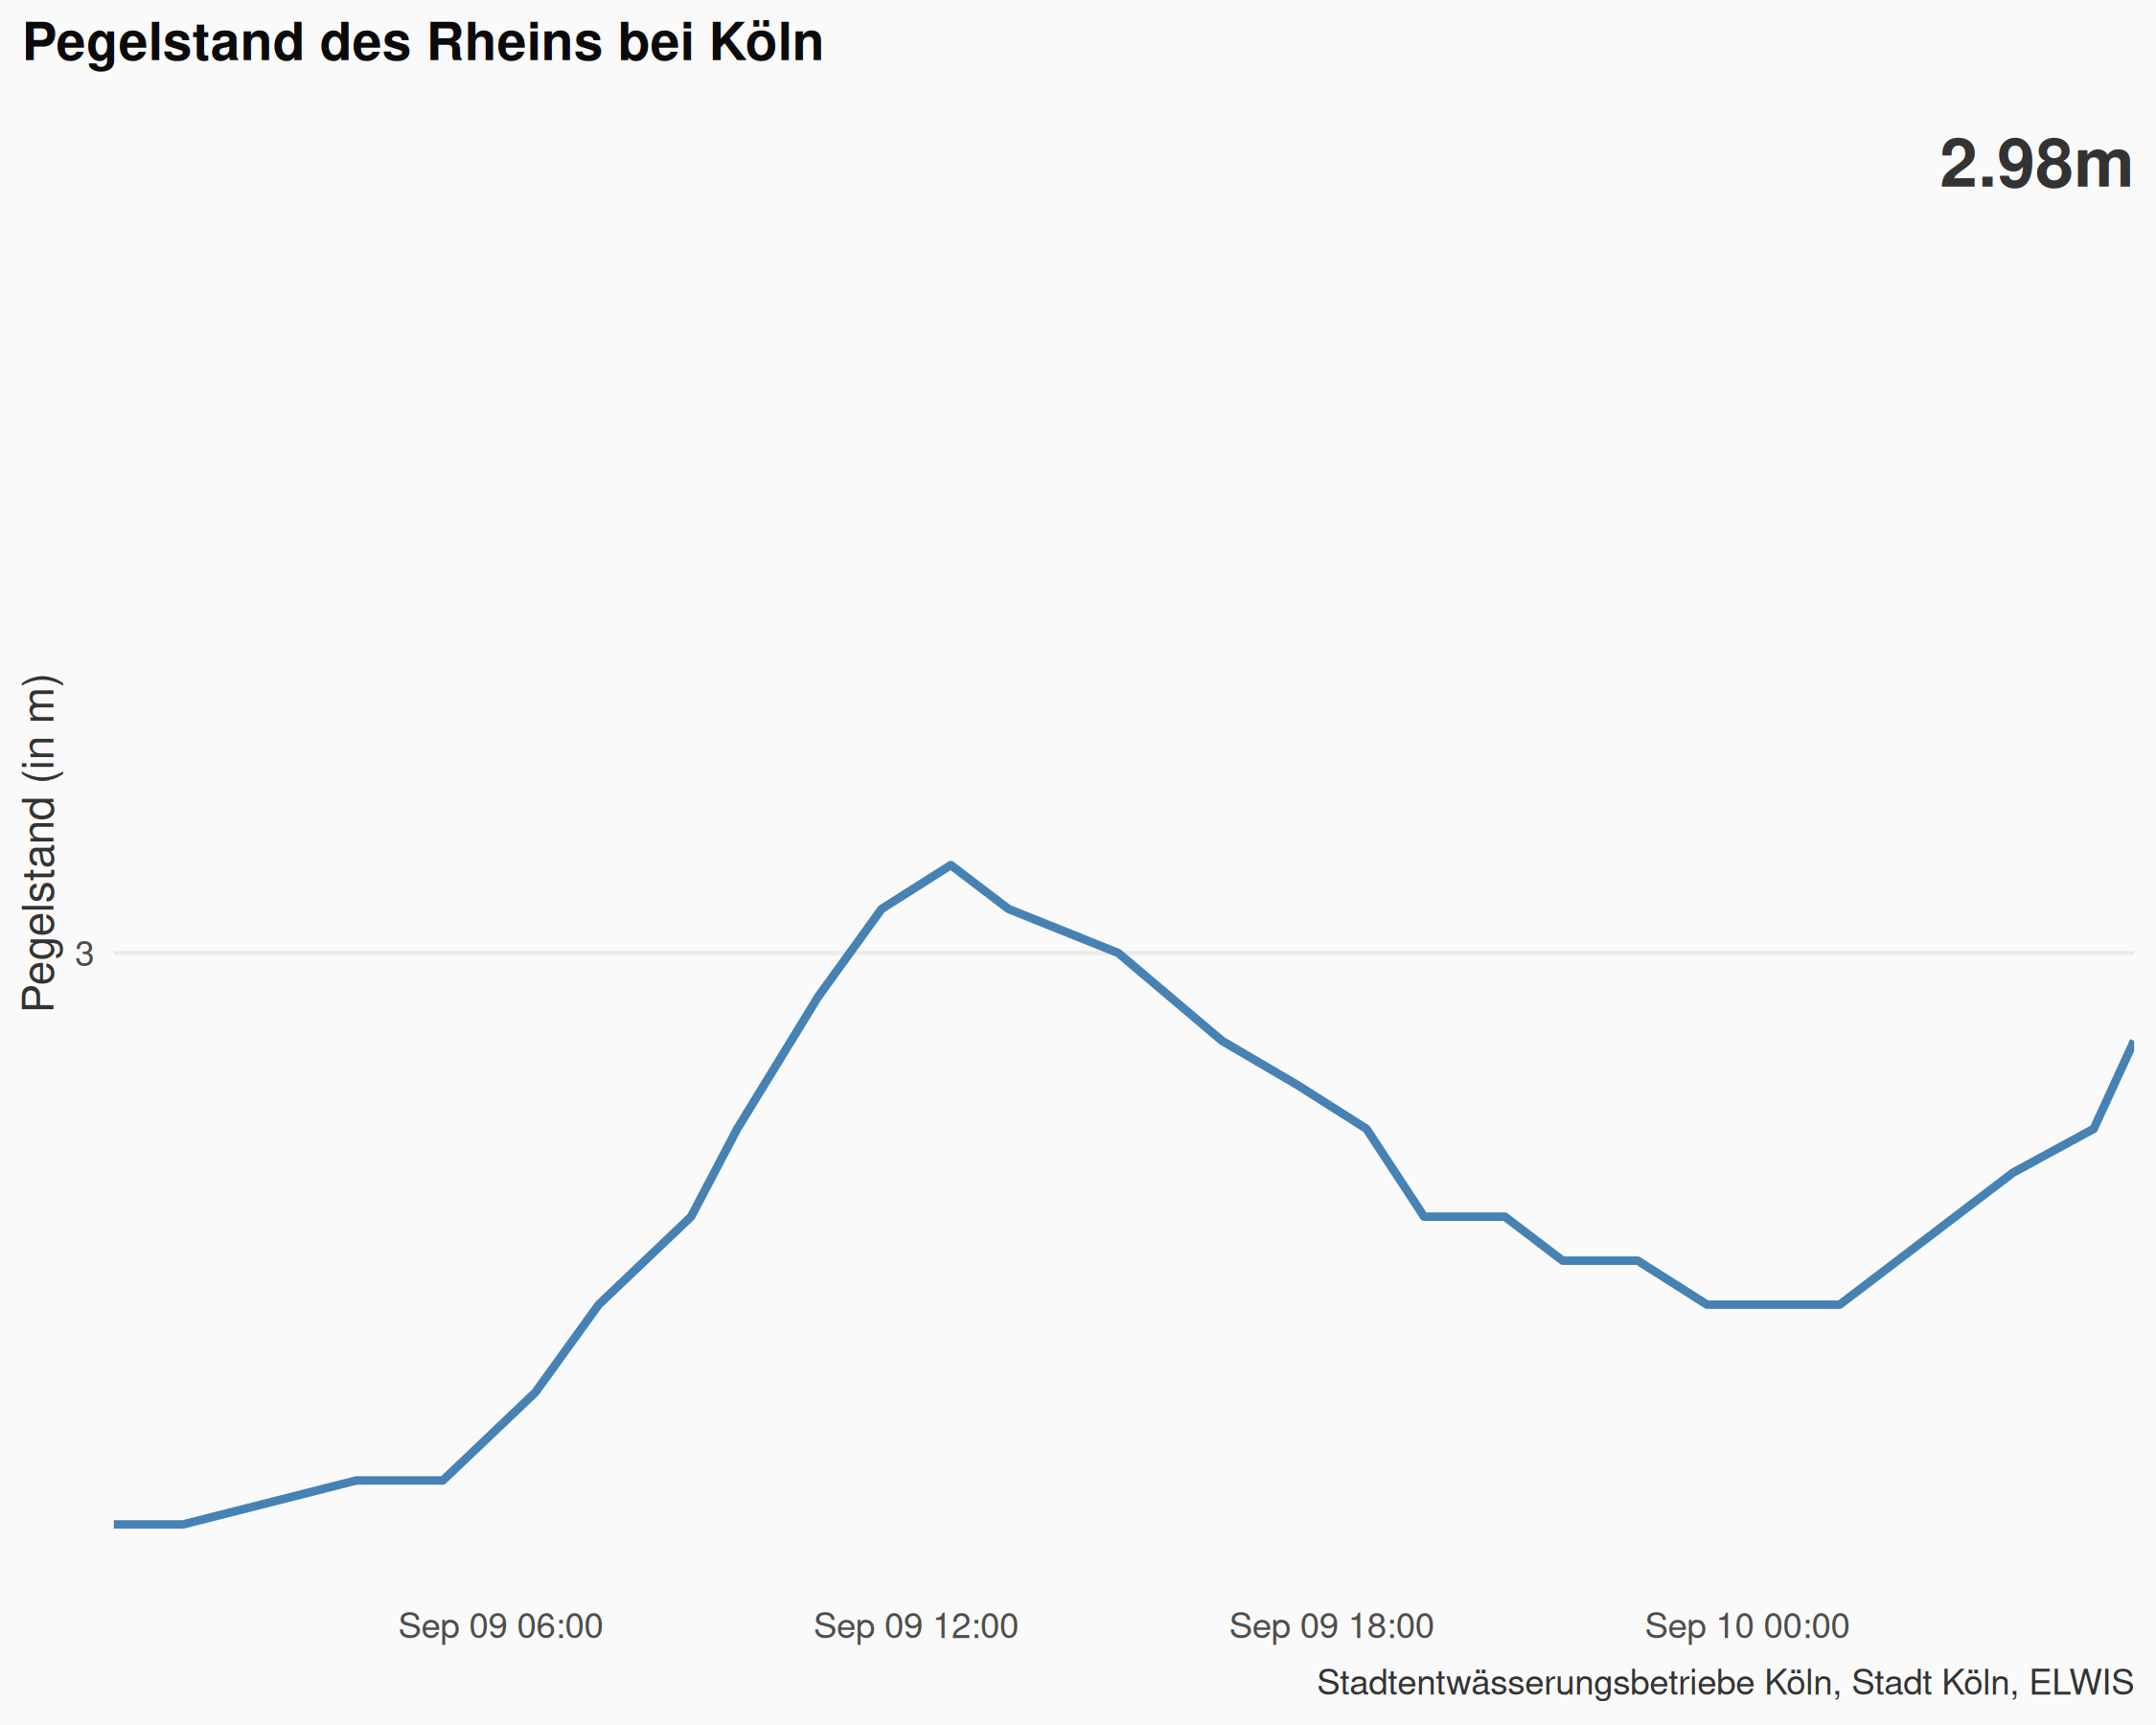 Pegelstand des Rheins bei Köln
2.98m
Pegelstand (in m)
3
Sep 09 06:00
Sep 09 12:00
Sep 09 18:00
Sep 10 00:00
Stadtentwässerungsbetriebe Köln, Stadt Köln, ELWIS